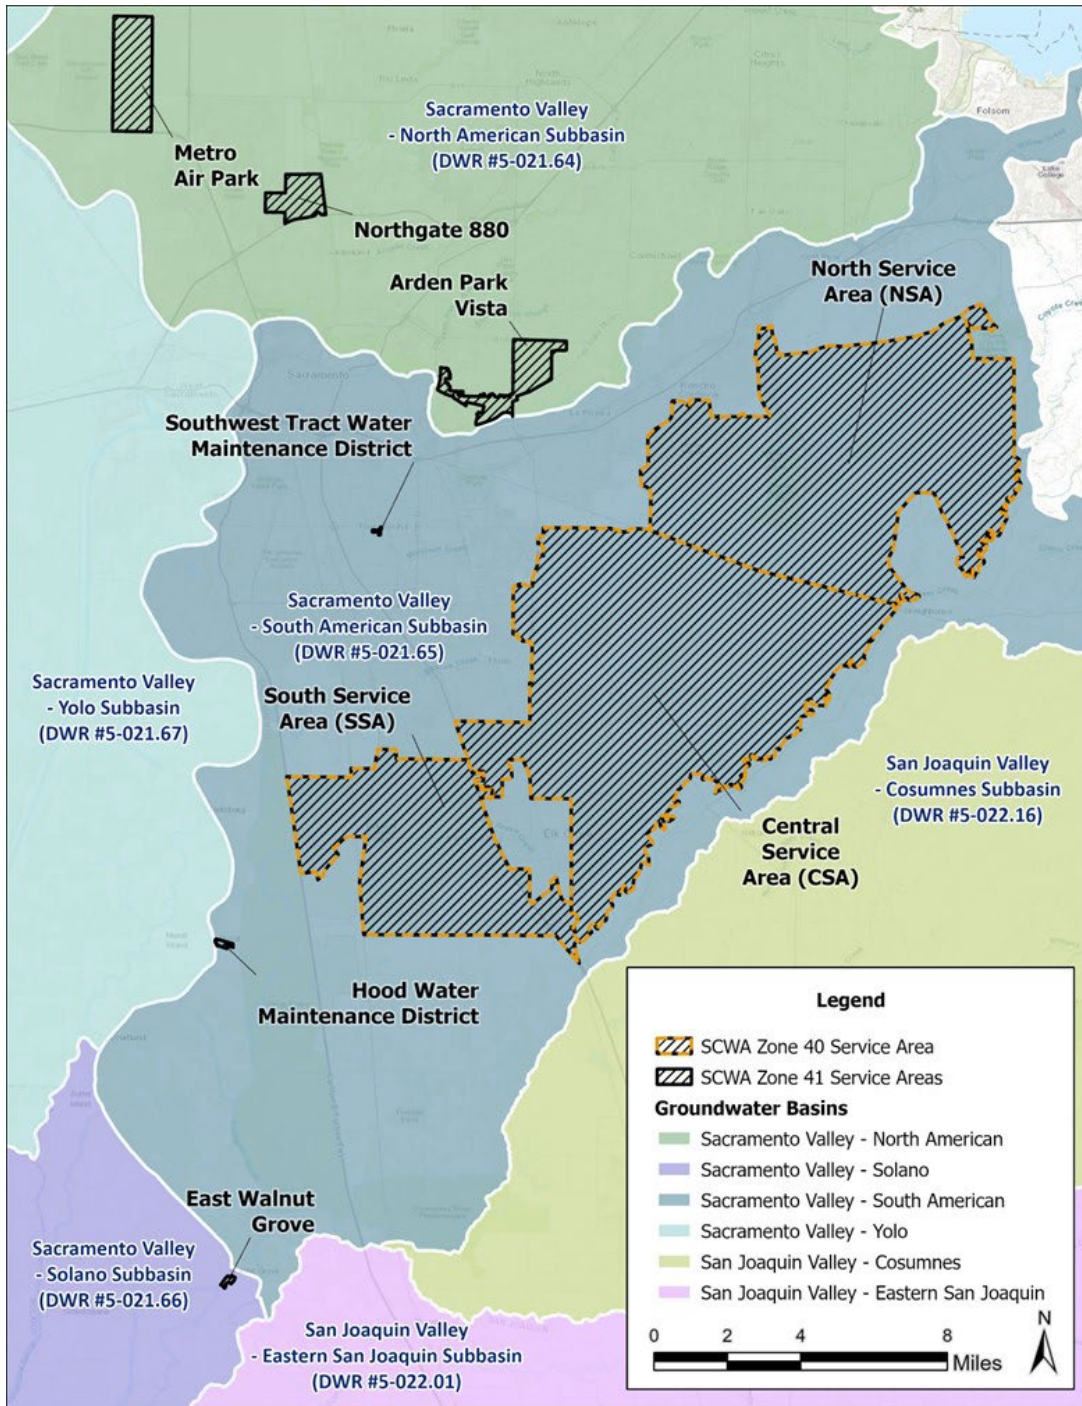 Sacramento Valley
- North American Subbasin
(DWR #5-021.64)
Metro
Air Park
Northgate 880
Folsom
Arden Park
Vista
North Service
Area (NSA)
Sacramento
Southwest Tract Water
Maintenance District
Sacramento Valley
- South American Subbasin
(DWR #5-021.65)
Sacramento Valley
- Yolo Subbasin
(DWR #5-021.67)
South Service
Area (SSA)
San Joaquin Valley
- Cosumnes Subbasin
(DWR #5-022.16)
Central
Service
Area (CSA)
Hood Water
Maintenance District
East Walnut
Grove
Sacramento Valley
- Solano Subbasin
(DWR #5-021.66)
San Joaquin Valley
- Eastern San Joaquin Subbasin
(DWR #5-022.01)
Legend
SCWA Zone 40 Service Area
SCWA Zone 41 Service Areas
Groundwater Basins
Sacramento Valley - North American
Sacramento Valley - Solano
Sacramento Valley - South American
Sacramento Valley - Yolo
San Joaquin Valley - Cosumnes
San Joaquin Valley - Eastern San Joaquin
N
0 2 4 8
Miles